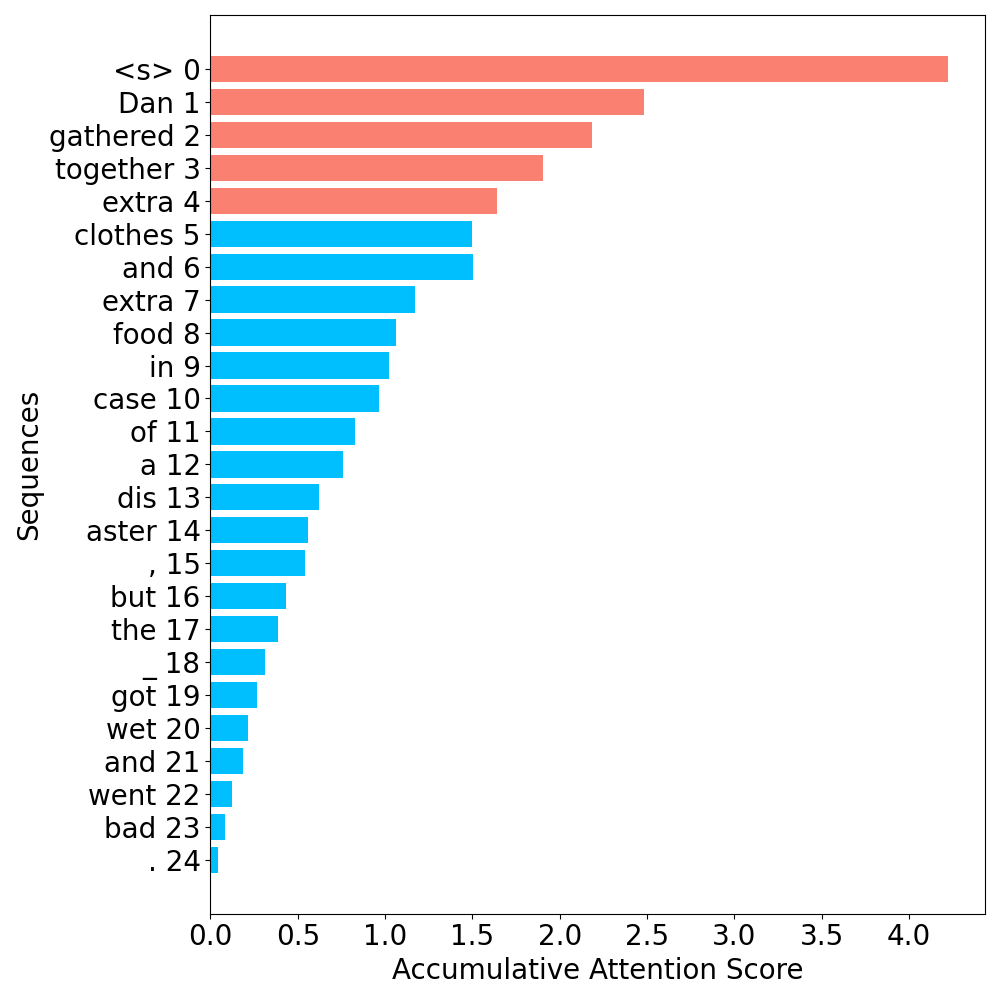 <s> 0
Dan 1
gathered 2
together 3
extra 4
clothes 5
and 6
extra 7
food 8
in 9
case 10
of 11
a 12
dis 13
aster 14
, 15
but 16
the 17
_ 18
got 19
wet 20
and 21
went 22
bad 23
. 24
Sequences
0.0 0.5 1.0 1.5 2.0 2.5 3.0 3.5 4.0
Accumulative Attention Score